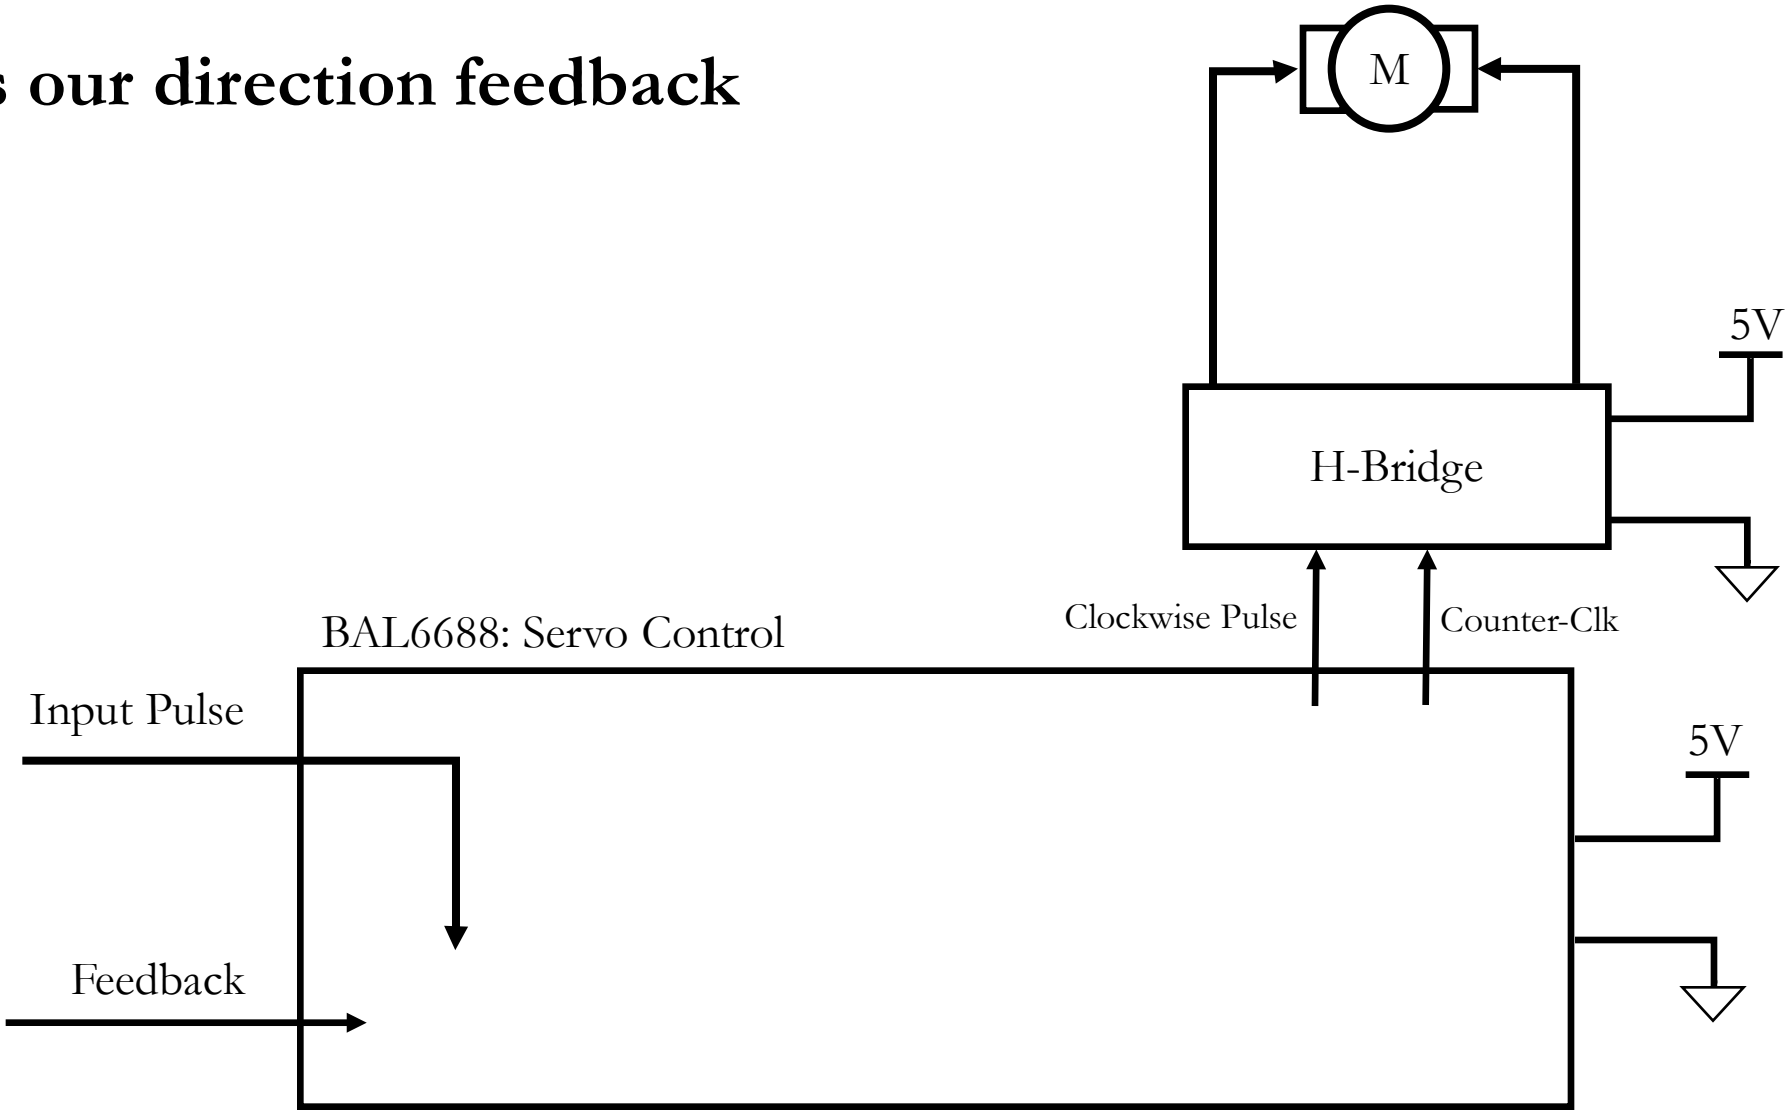 our direction feedback
M
5V
H-Bridge
Clockwise Pulse
Counter-Clk
BAL6688: Servo Control
Input Pulse
5V
Feedback